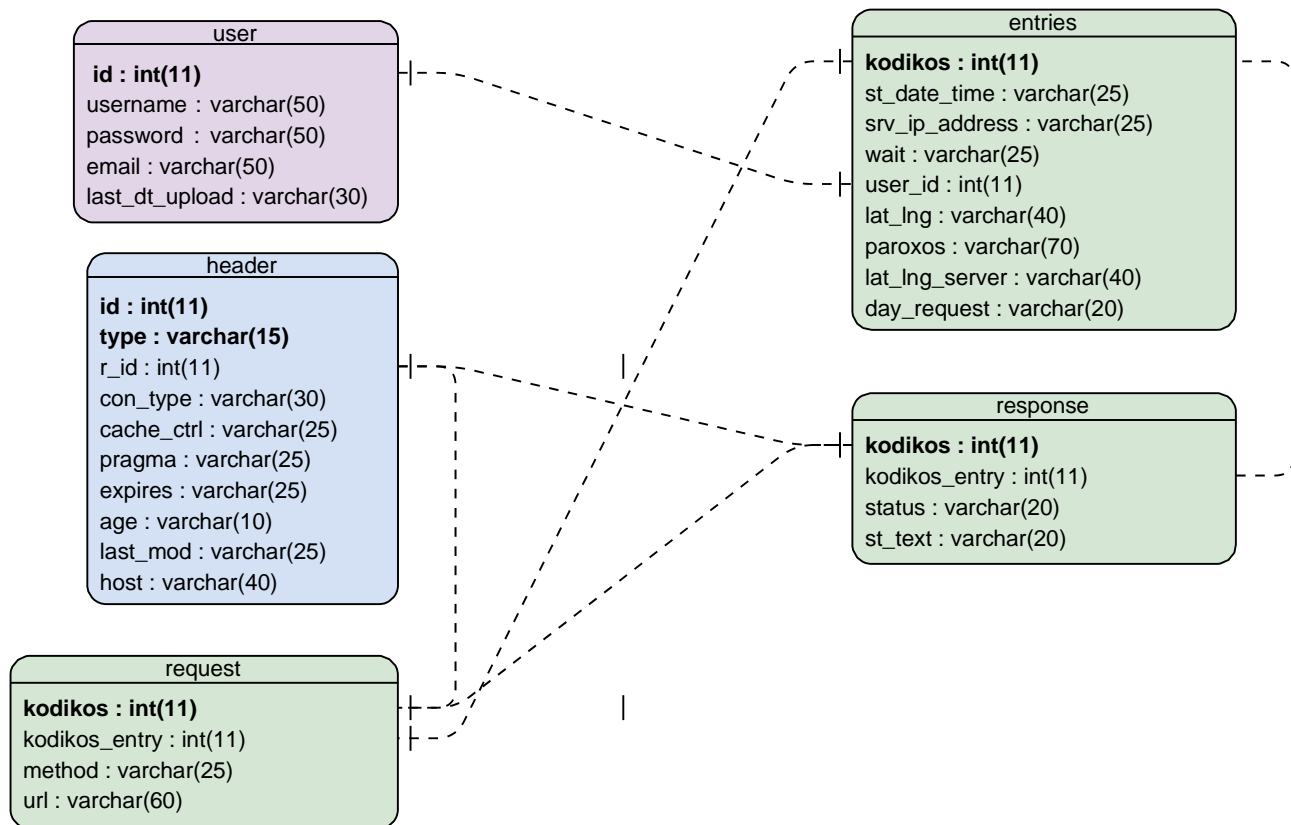 user
id : int(11)
username : varchar(50)
password : varchar(50)
email : varchar(50)
last_dt_upload : varchar(30)
header
id : int(11)
type : varchar(15)
r_id : int(11)
con_type : varchar(30)
cache_ctrl : varchar(25)
pragma : varchar(25)
expires : varchar(25)
age : varchar(10)
last_mod : varchar(25)
host : varchar(40)
request
kodikos : int(11)
kodikos_entry : int(11)
method : varchar(25)
url : varchar(60)
entries
kodikos : int(11)
st_date_time : varchar(25)
srv_ip_address : varchar(25)
wait : varchar(25)
user_id : int(11)
lat_lng : varchar(40)
paroxos : varchar(70)
lat_lng_server : varchar(40)
day_request : varchar(20)
response
kodikos : int(11)
kodikos_entry : int(11)
status : varchar(20)
st_text : varchar(20)